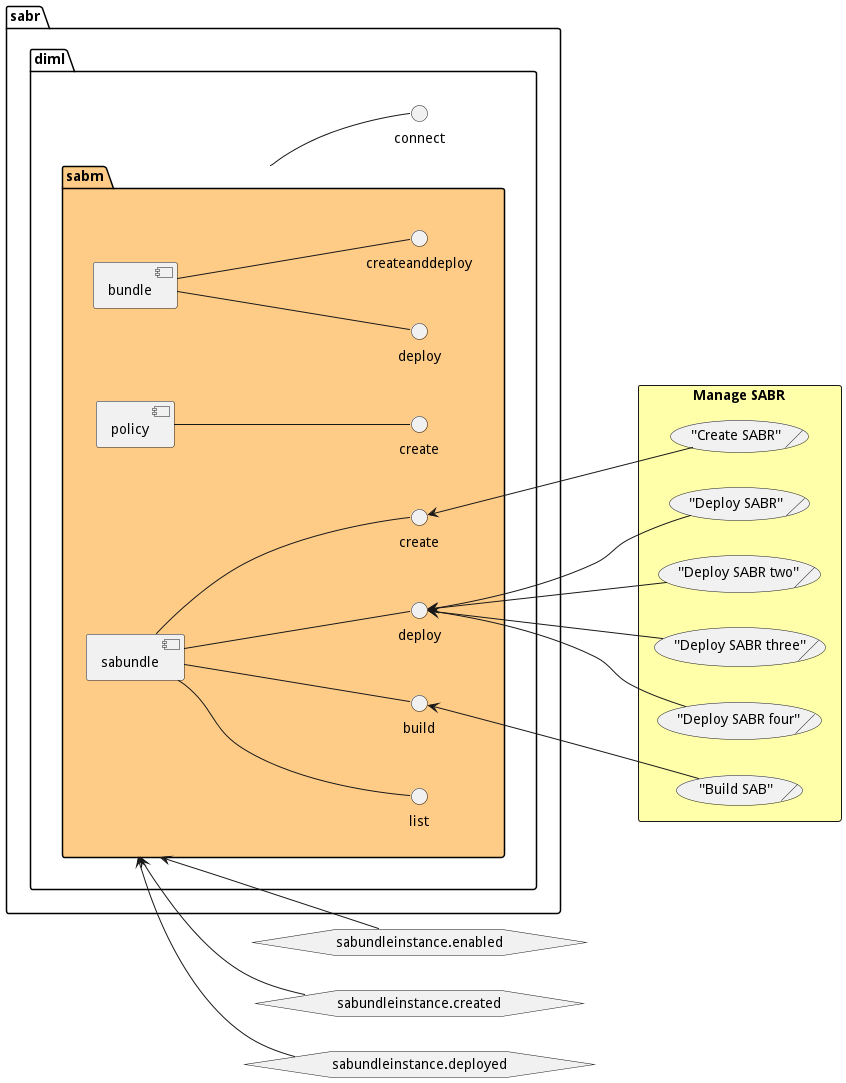 sabr
diml
connect
sabm
createanddeploy
bundle
deploy
policy
create
create
deploy
sabundle
build
list
Manage SABR
"Create SABR"
"Deploy SABR"
"Deploy SABR two"
"Deploy SABR three"
"Deploy SABR four"
"Build SAB"
sabundleinstance.enabled
sabundleinstance.created
sabundleinstance.deployed